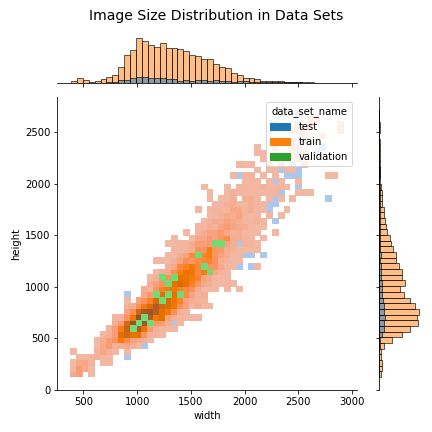 Image Size Distribution in Data Sets
data_set_name
test
train
validation
2500
2000
1500
1000
500
0
height
500
1000
1500
2000
2500
3000
width